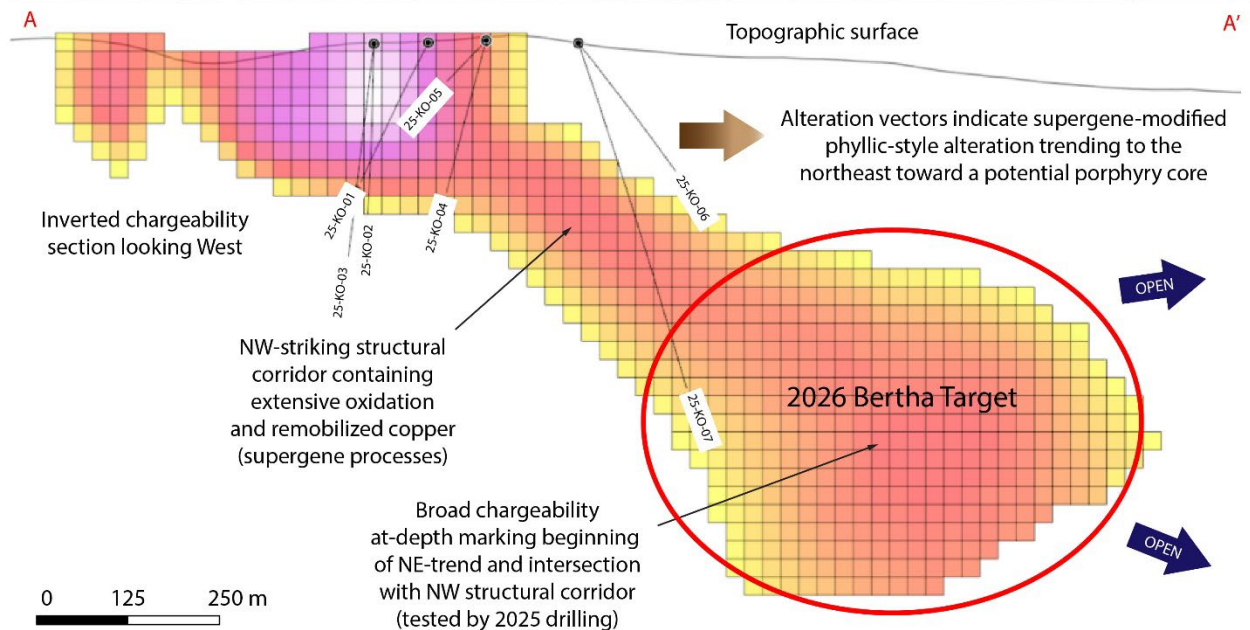 A
A'
Topographic surface
25-KO-05
Alteration vectors indicate supergene-modified
phyllic-style alteration trending to the
northeast toward a potential porphyry core
25-KO-06
25-KO-01
25-KO-04
25-KO-02
25-KO-03
Inverted chargeability
section looking West
OPEN
NW-striking structural
corridor containing
extensive oxidation
and remobilized copper
(supergene processes)
2026 Bertha Target
25-KO-07
Broad chargeability
at-depth marking beginning
of NE-trend and intersection
with NW structural corridor
(tested by 2025 drilling)
OPEN
0 125 250 m